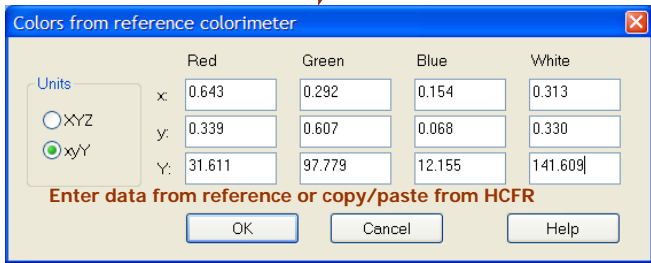 Colors from reference colorimeter
Red Green Blue White
Units
x: 0.643 0.292 0.154 0.313
XYZ
y: 0.339 0.607 0.068 0.330
xyY
Y: 31.611 97.779 12.155 141.609
Enter data from reference or copy/paste from HCFR
OK Cancel Help